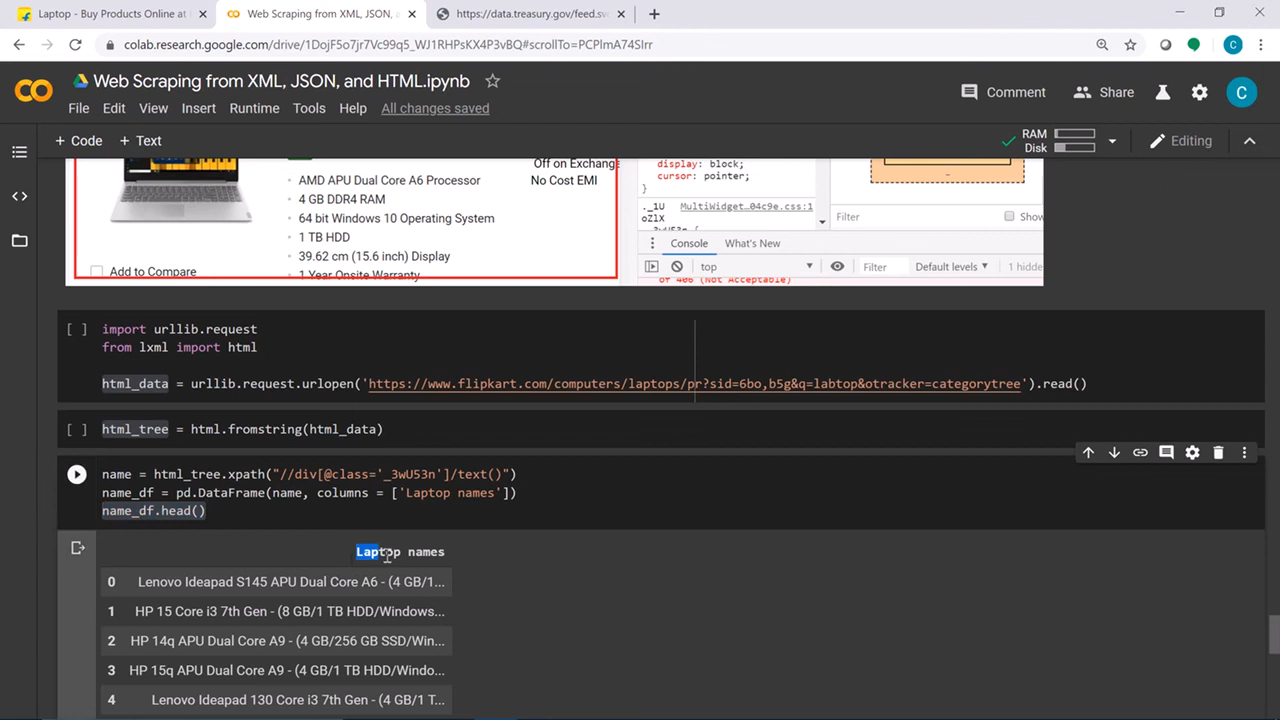 Laptop - Buy Products Online at
Web Scraping from XML, JSON, and
https://data.treasury.gov/feed.svc
colab.research.google.com/drive/1DojF5o7jr7Vc99q5_WJ1RHPsKX4P3vBQ#scrollTo=PCPlmA74SIrr
Web Scraping from XML, JSON, and HTML.ipynb
Comment
Share
C
File Edit View Insert Runtime Tools Help All changes saved
+ Code + Text
RAM
Disk
Editing
Off on Exchang
No Cost EMI
AMD APU Dual Core A6 Processor
4 GB DDR4 RAM
64 bit Windows 10 Operating System
1 TB HDD
39.62 cm (15.6 inch) Display
1 Year Onsite Warranty
Add to Compare
display: block;
cursor: pointer;
}
._1U MultiWidget…04c9e.css:1
oZlX
Filter
Show
Console What's New
top
Filter
Default levels
1 hidde
of 406 (Not Acceptable)
[ ] import urllib.request
from lxml import html
html_data = urllib.request.urlopen('https://www.flipkart.com/computers/laptops/pr?sid=6bo,b5g&q=labtop&otracker=categorytree').read()
[ ] html_tree = html.fromstring(html_data)
name = html_tree.xpath("//div[@class='_3wU53n']/text()")
name_df = pd.DataFrame(name, columns = ['Laptop names'])
name_df.head()
Laptop names
0 Lenovo Ideapad S145 APU Dual Core A6 - (4 GB/1...
1 HP 15 Core i3 7th Gen - (8 GB/1 TB HDD/Windows...
2 HP 14q APU Dual Core A9 - (4 GB/256 GB SSD/Win...
3 HP 15q APU Dual Core A9 - (4 GB/1 TB HDD/Windo...
4 Lenovo Ideapad 130 Core i3 7th Gen - (4 GB/1 T...